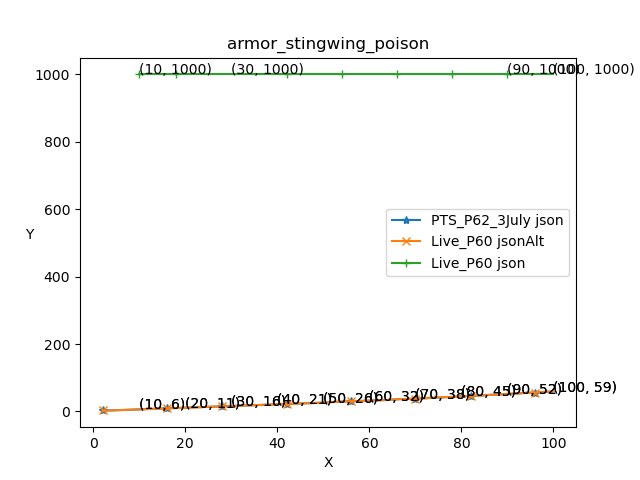 armor_stingwing_poison
1000
(10, 1000)
(30, 1000)
(90, 1000)
(100, 1000)
800
600
PTS_P62_3July json
Live_P60 jsonAlt
Live_P60 json
Y
400
200
(10, 6)
(20, 11)
(30, 16)
(40, 21)
(50, 26)
(60, 32)
(70, 38)
(80, 45)
(90, 52)
(100, 59)
0
0 20 40 60 80 100
X